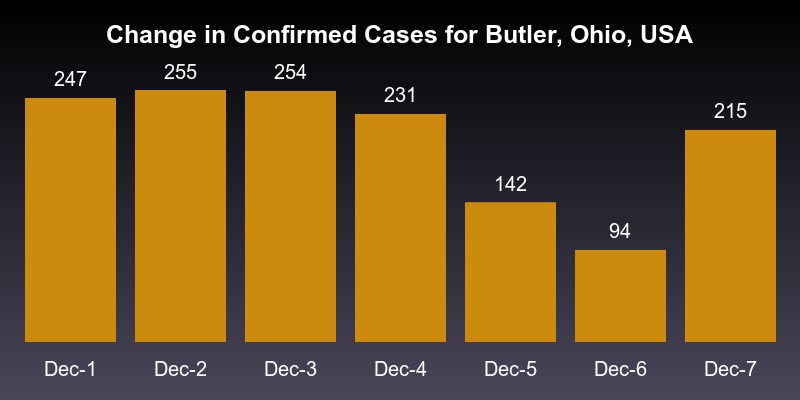 Change in Confirmed Cases for Butler, Ohio, USA
247
255
254
231
142
94
215
Dec-1
Dec-2
Dec-3
Dec-4
Dec-5
Dec-6
Dec-7